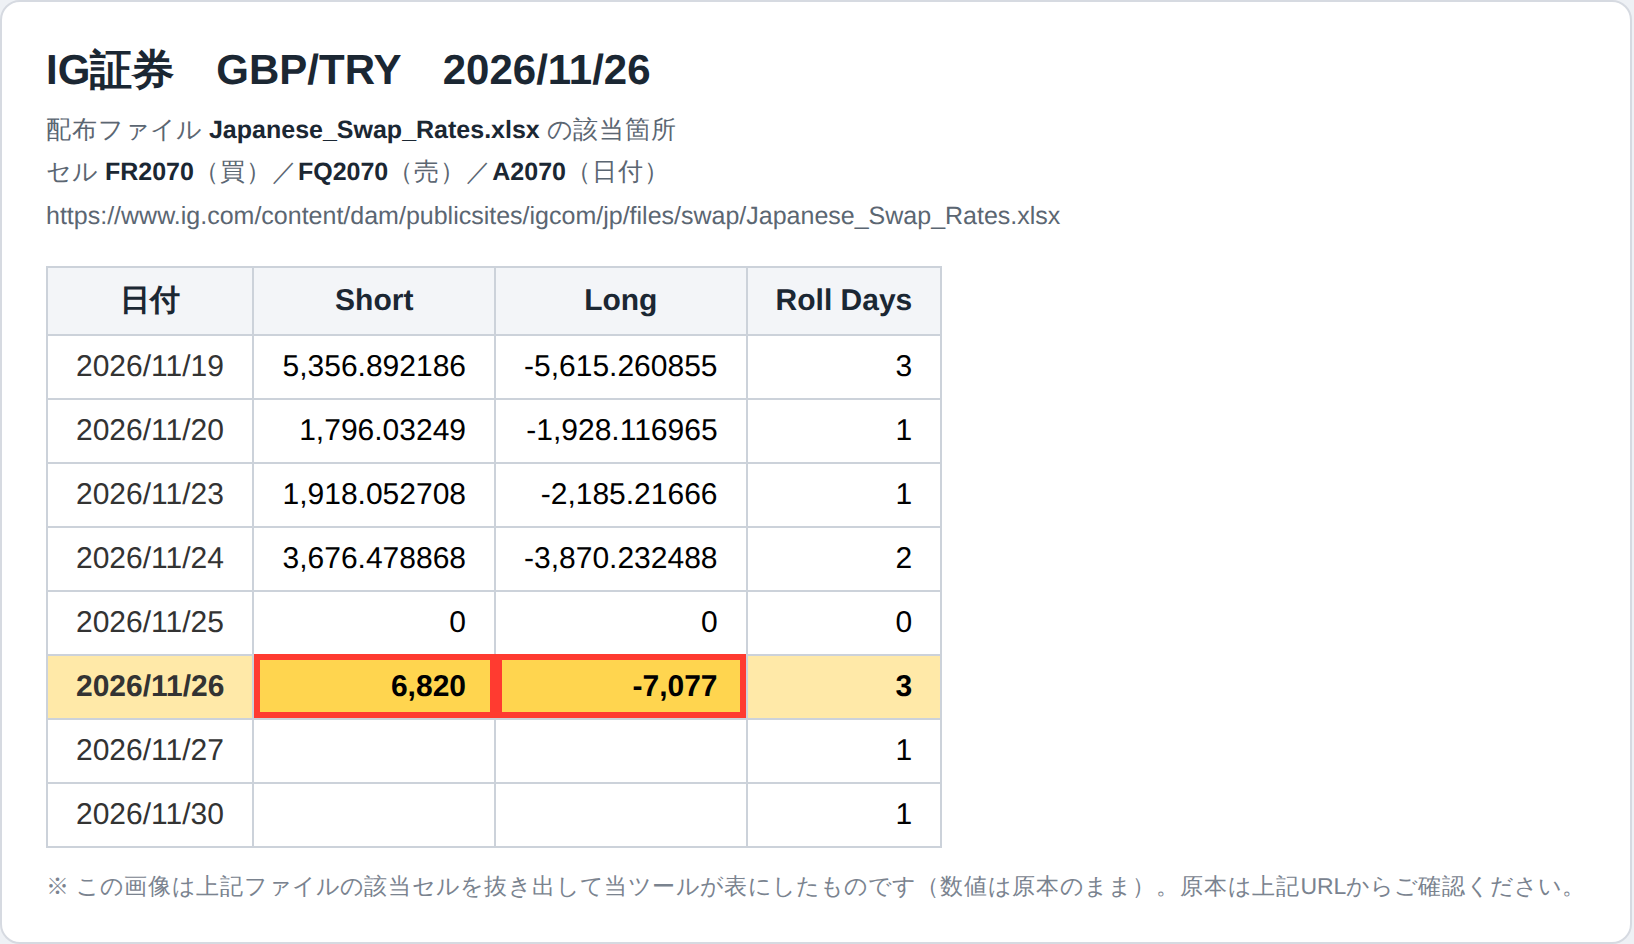 IG証券　GBP/TRY　2026/11/26
配布ファイル Japanese_Swap_Rates.xlsx の該当箇所
セル FR2070（買）／FQ2070（売）／A2070（日付）
https://www.ig.com/content/dam/publicsites/igcom/jp/files/swap/Japanese_Swap_Rates.xlsx
日付 Short Long Roll Days
2026/11/19 5,356.892186 -5,615.260855 3
2026/11/20 1,796.03249 -1,928.116965 1
2026/11/23 1,918.052708 -2,185.21666 1
2026/11/24 3,676.478868 -3,870.232488 2
2026/11/25 0 0 0
2026/11/26 6,820 -7,077 3
2026/11/27 1
2026/11/30 1
※ この画像は上記ファイルの該当セルを抜き出して当ツールが表にしたものです（数値は原本のまま）。原本は上記URLからご確認ください。